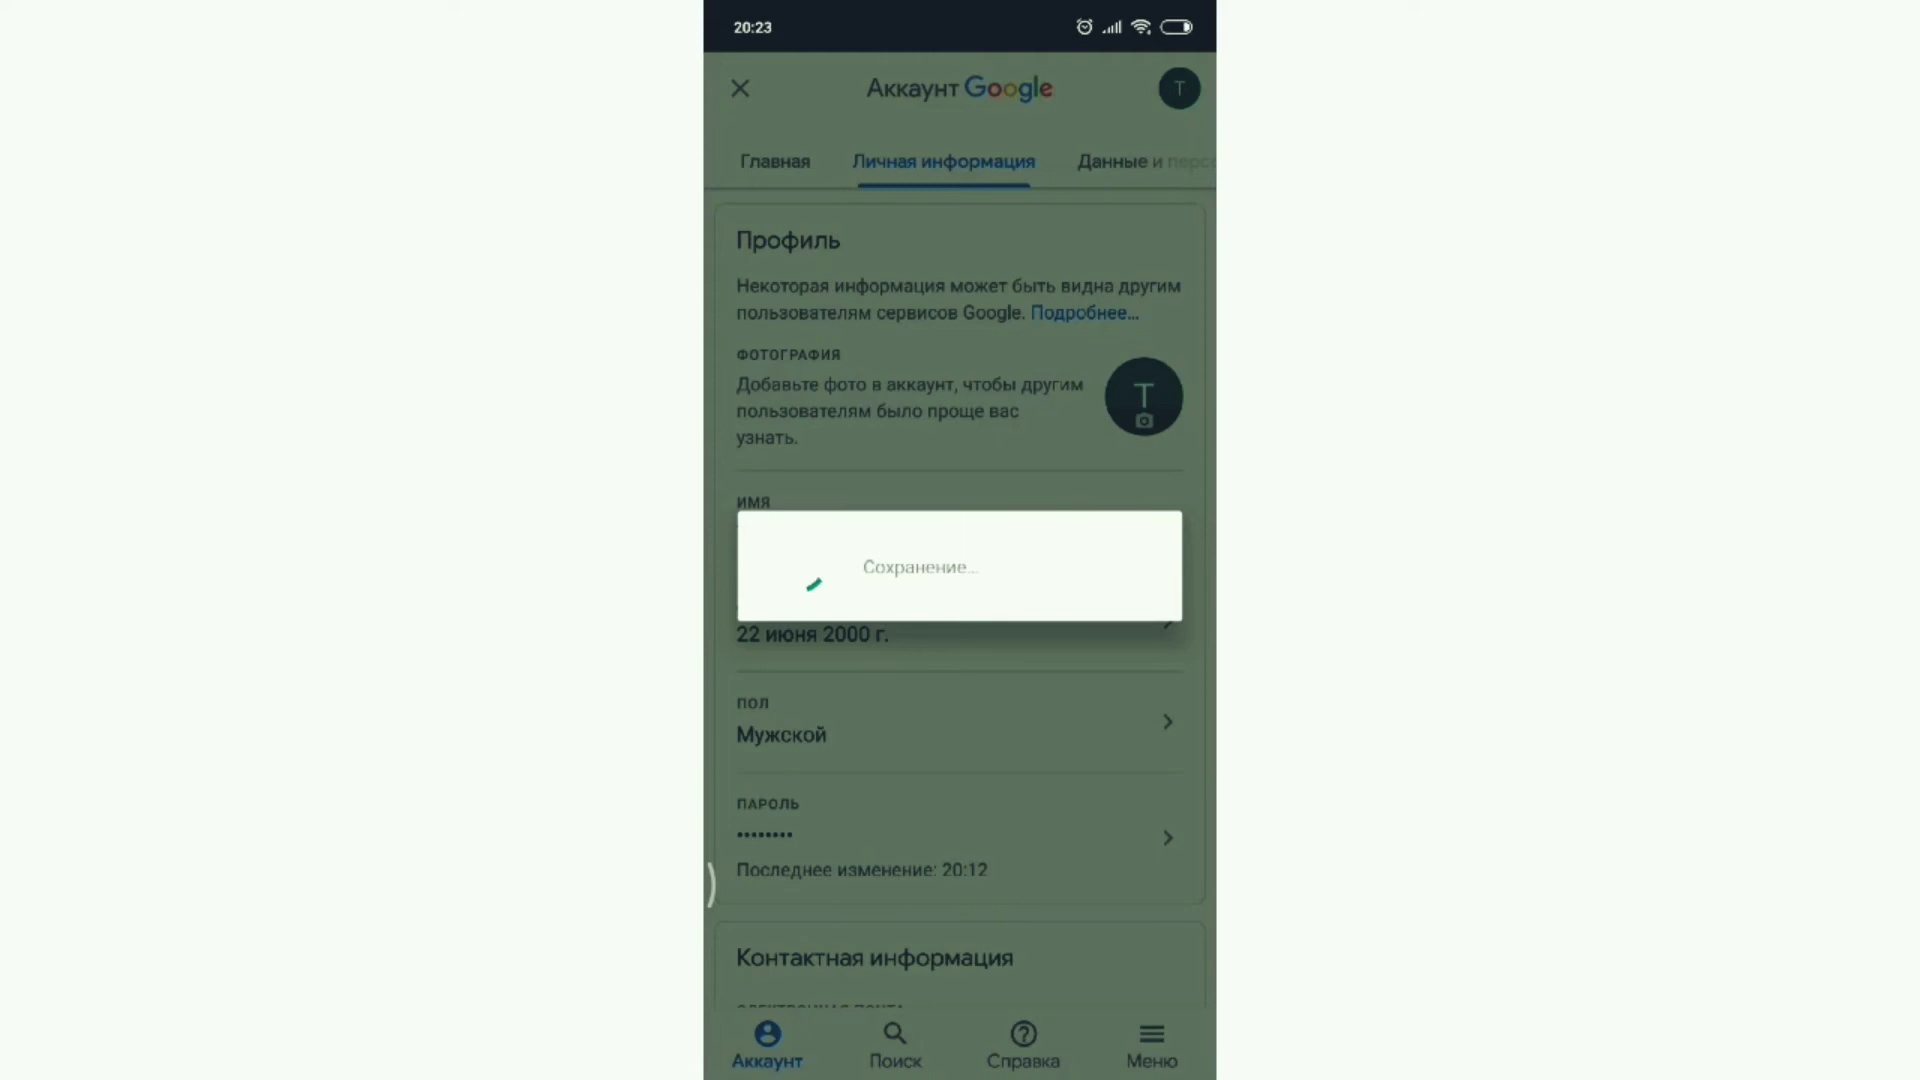 20:23
Аккаунт Google
Т
Главная
Личная информация
Данные и перс
Профиль
Некоторая информация может быть видна другим
пользователям сервисов Google. Подробнее...
ФОТОГРАФИЯ
Добавьте фото в аккаунт, чтобы другим
пользователям было проще вас
узнать.
Т
ИМЯ
Сохранение...
22 июня 2000 г.
ПОЛ
Мужской
ПАРОЛЬ
••••••••
Последнее изменение: 20:12
Контактная информация
Аккаунт
Поиск
Справка
Меню